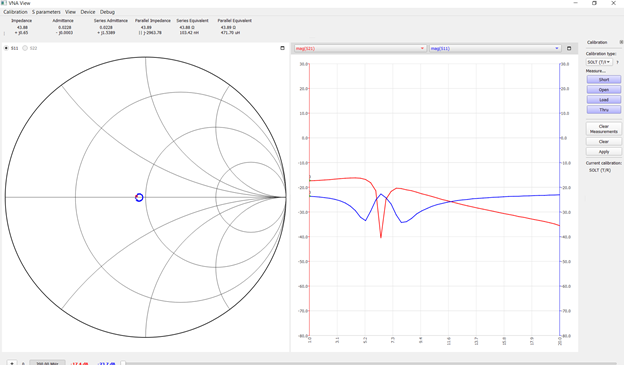 VNA View
Calibration S parameters View Device Debug
Impedance Admittance Series Admittance Parallel Impedance Series Equivalent Parallel Equivalent
43.88 0.0228 0.0228 43.89 43.88 Ω 43.89 Ω
+ j0.65 - j0.0003 + j1.5389 || j-2963.78 103.42 nH 471.70 uH
S11 S22
mag(S21) mag(S11)
Calibration
Calibration type:
SOLT (T/R)
Measure...
Short
Open
Load
Thru
Clear
Measurements
Clear
Apply
Current calibration:
SOLT (T/R)
30.0 30.0
20.0 20.0
10.0 10.0
0.0 0.0
-10.0 -10.0
-20.0 -20.0
-30.0 -30.0
-40.0 -40.0
-50.0 -50.0
-60.0 -60.0
-70.0 -70.0
-80.0 -80.0
1.0 3.1 5.2 7.3 9.4 11.6 13.7 15.8 17.9 20.0